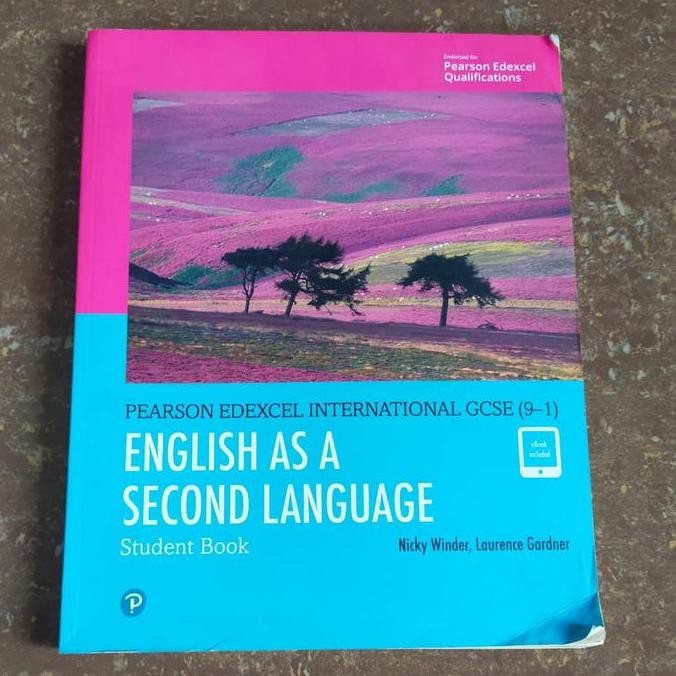 Endorsed for
Pearson Edexcel
Qualifications
PEARSON EDEXCEL INTERNATIONAL GCSE (9–1)
ENGLISH AS A
SECOND LANGUAGE
eBook
included
Student Book
Nicky Winder, Laurence Gardner
P